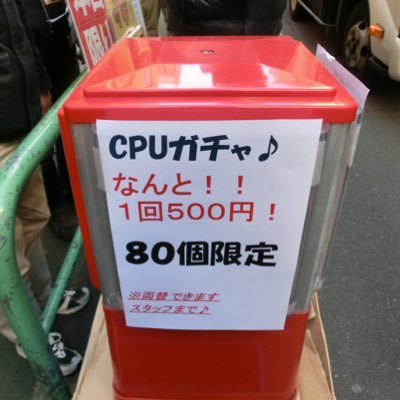 CPUガチャ♪
なんと！！
１回５００円！
８０個限定
※両替できます
スタッフまで♪